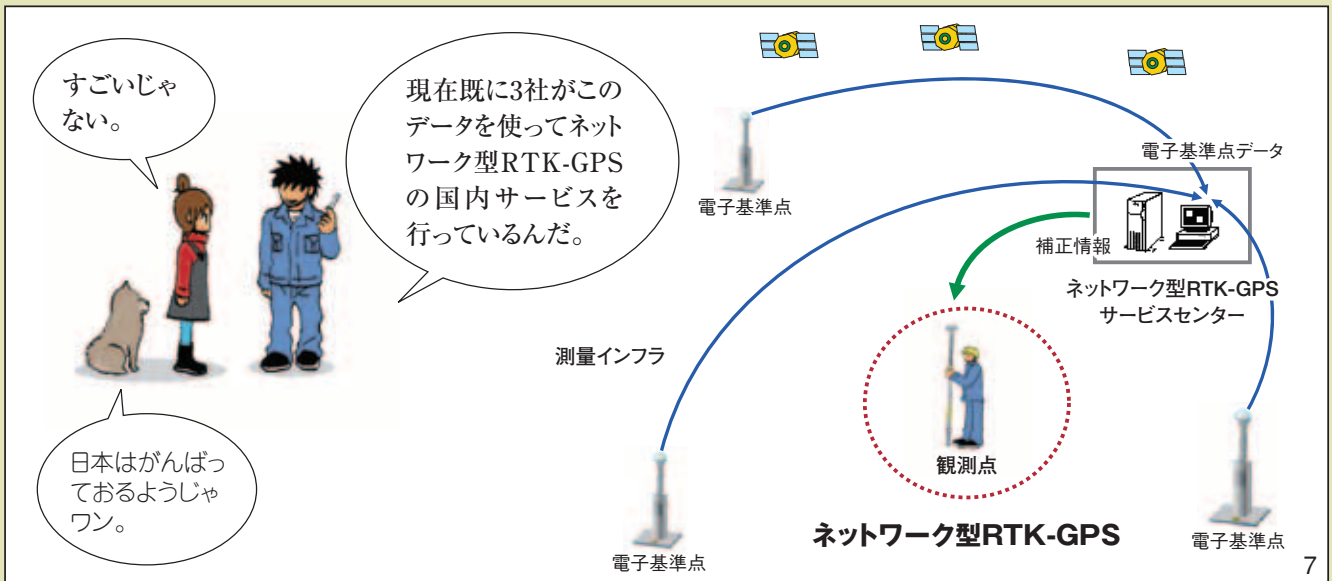 すごいじゃ
ない。
現在既に3社がこの
データを使ってネット
ワーク型RTK-GPS
の国内サービスを
行っているんだ。
日本はがんばっ
ておるようじゃ
ワン。
電子基準点
電子基準点データ
補正情報
ネットワーク型RTK-GPS
サービスセンター
測量インフラ
観測点
電子基準点
電子基準点
ネットワーク型RTK-GPS
7